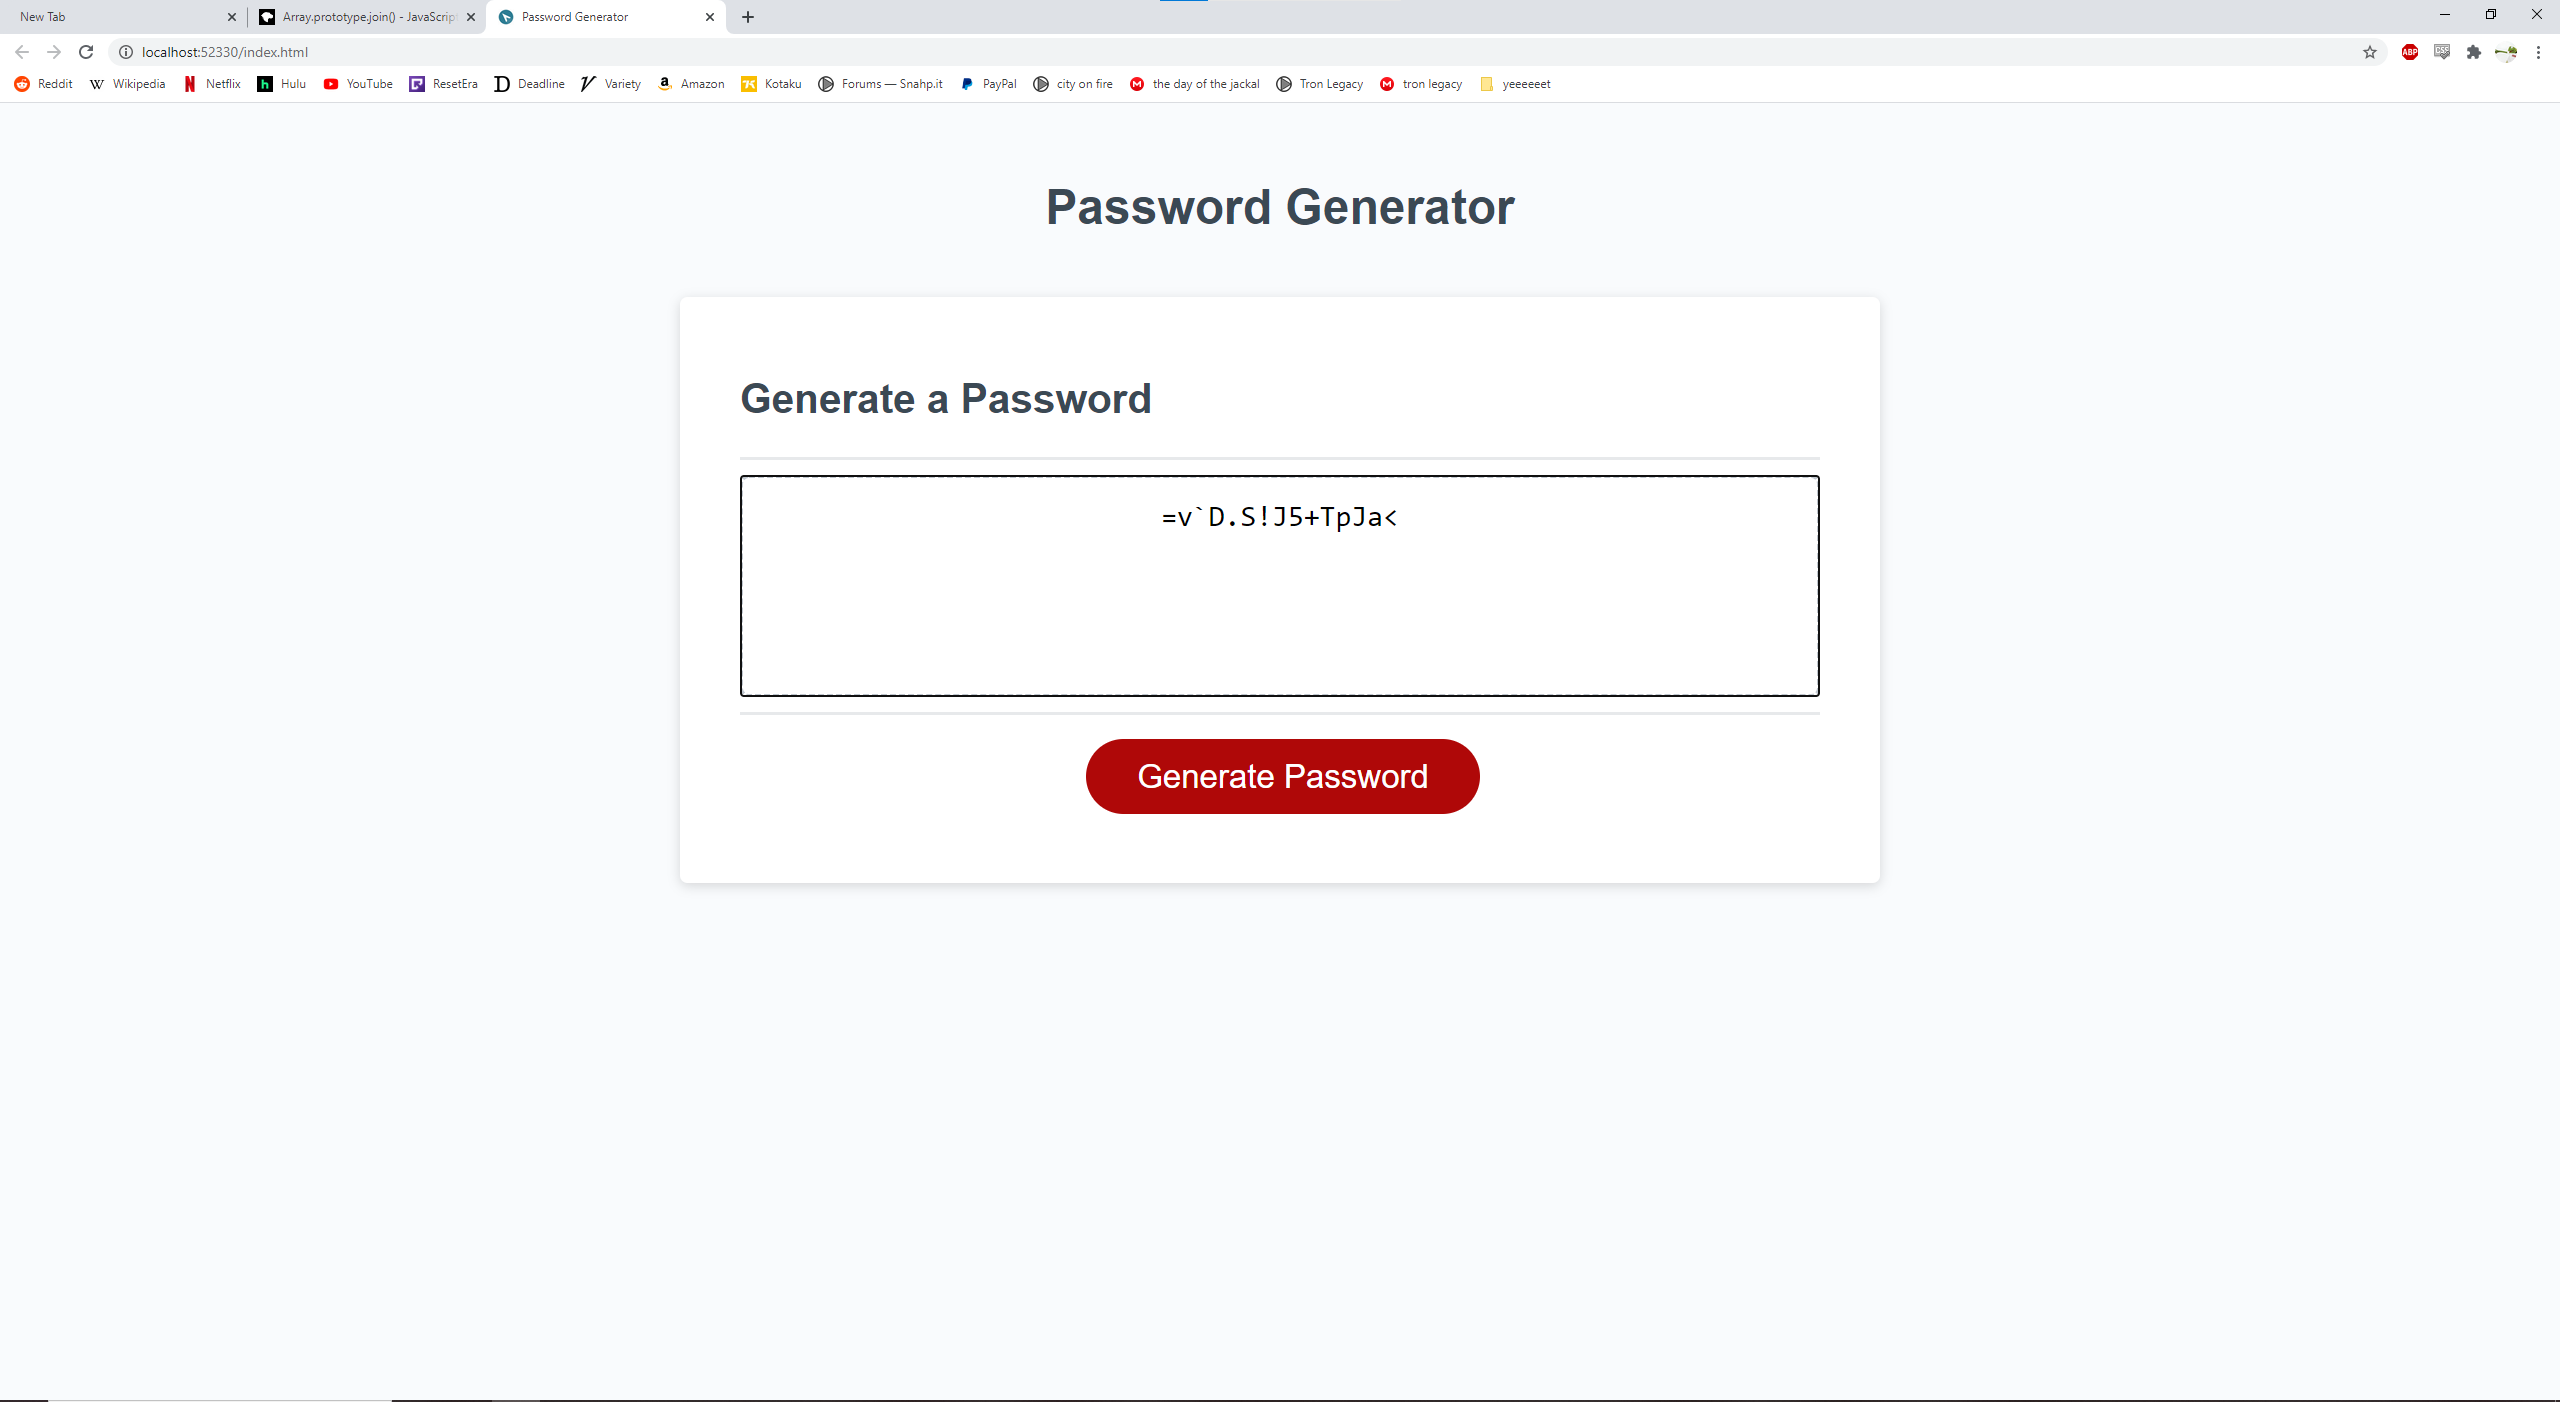 New Tab
Array.prototype.join() - JavaScrip
Password Generator
localhost:52330/index.html
ABP
Reddit
Wikipedia
Netflix
Hulu
YouTube
ResetEra
Deadline
Variety
Amazon
Kotaku
Forums — Snahp.it
PayPal
city on fire
the day of the jackal
Tron Legacy
tron legacy
yeeeeeet
Password Generator
Generate a Password
=v`D.S!J5+TpJa<
Generate Password